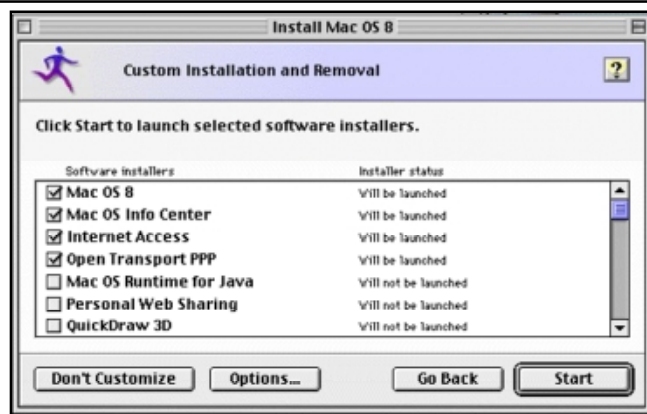 Install Mac OS 8
Custom Installation and Removal
?
Click Start to launch selected software installers.
Software installers Installer status
Mac OS 8 Will be launched
Mac OS Info Center Will be launched
Internet Access Will be launched
Open Transport PPP Will be launched
Mac OS Runtime for Java Will not be launched
Personal Web Sharing Will not be launched
QuickDraw 3D Will not be launched
Don't Customize Options... Go Back Start